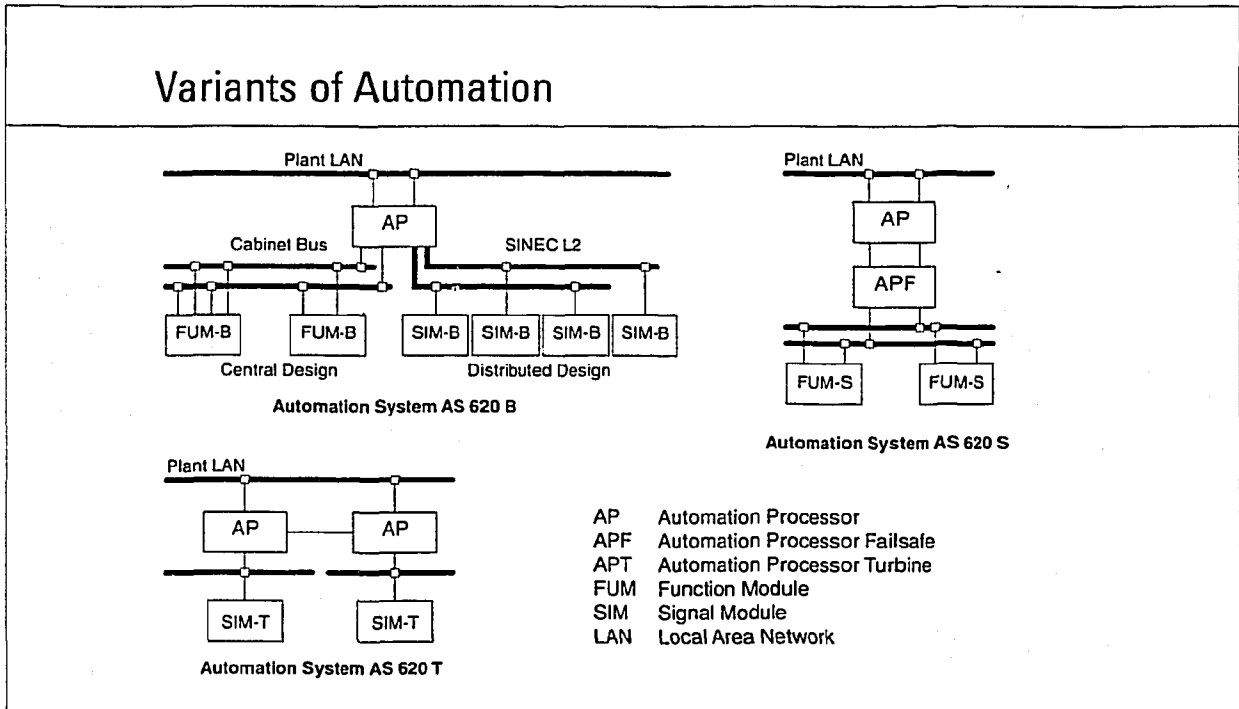 Variants of Automation
Plant LAN
AP
Cabinet Bus
SINEC L2
FUM-B
FUM-B
SIM-B
SIM-B
SIM-B
SIM-B
Central Design
Distributed Design
Automation System AS 620 B
Plant LAN
AP
APF
FUM-S
FUM-S
Automation System AS 620 S
Plant LAN
AP
AP
SIM-T
SIM-T
Automation System AS 620 T
AP Automation Processor
APF Automation Processor Failsafe
APT Automation Processor Turbine
FUM Function Module
SIM Signal Module
LAN Local Area Network